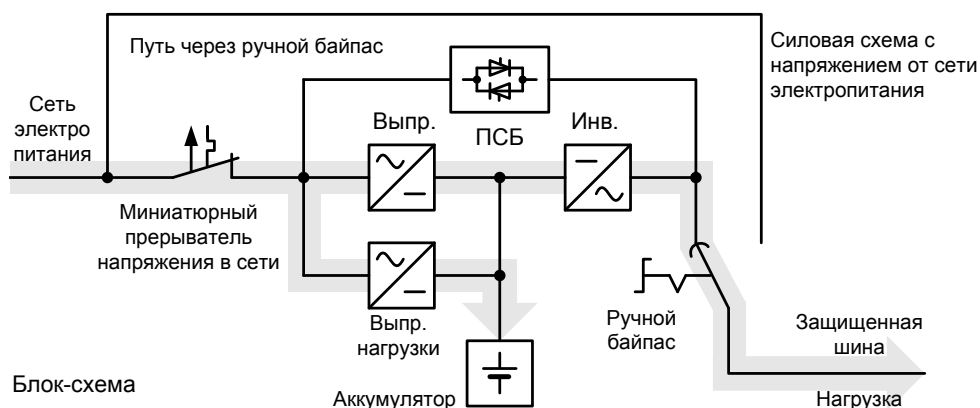 Путь через ручной байпас
Силовая схема с
напряжением от сети
электропитания
Сеть
электро
питания
Выпр.
ПСБ
Инв.
Миниатюрный
прерыватель
напряжения в сети
Выпр.
нагрузки
Ручной
байпас
Защищенная
шина
Блок-схема
Аккумулятор
Нагрузка